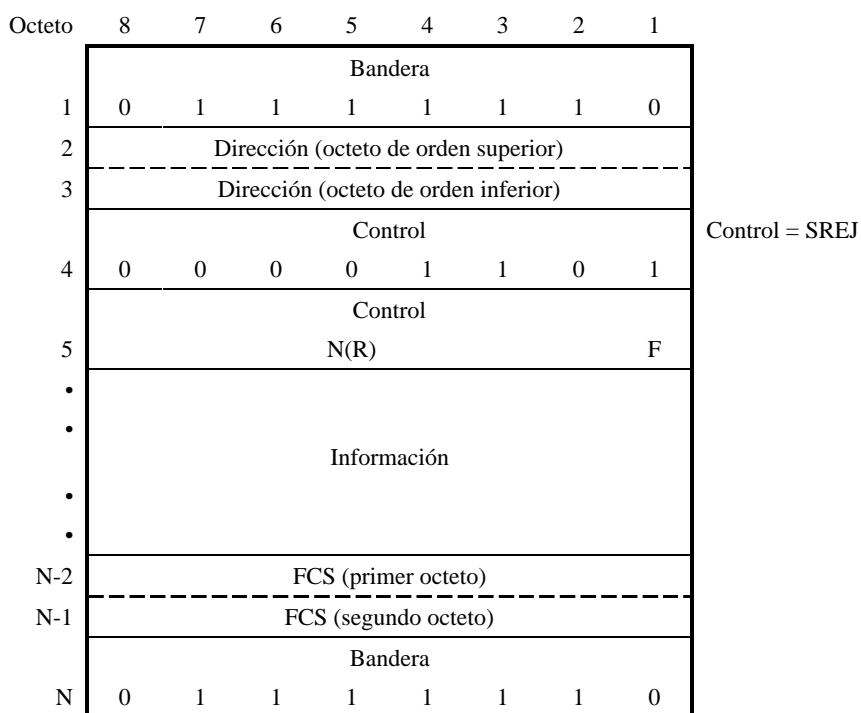 Octeto 8 7 6 5 4 3 2 1
Bandera
1 0 1 1 1 1 1 1 0
2 Dirección (octeto de orden superior)
3 Dirección (octeto de orden inferior)
Control Control = SREJ
4 0 0 0 0 1 1 0 1
Control
5 N(R) F
•
•
Información
•
•
N-2 FCS (primer octeto)
N-1 FCS (segundo octeto)
Bandera
N 0 1 1 1 1 1 1 0